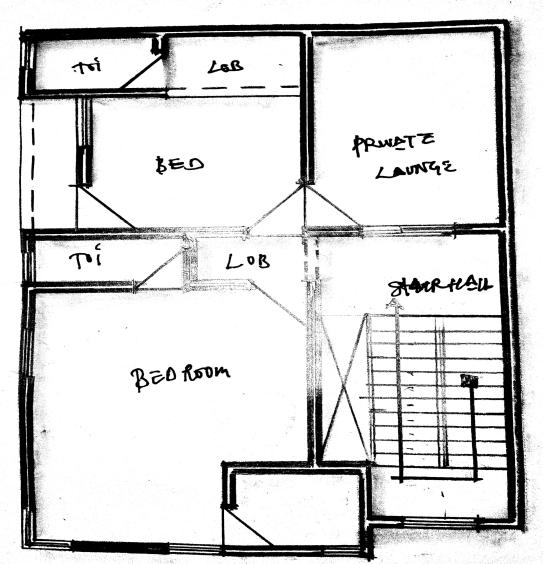 TOi
LOB
BED
PRIVATE
LAUNGE
TOi
LOB
STAIR HALL
BED ROOM